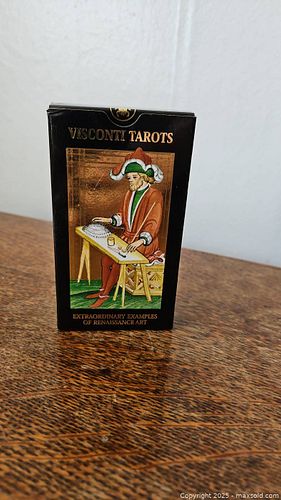 VISCONTI TAROTS
EXTRAORDINARY EXAMPLES
OF RENAISSANCE ART
Copyright 2025 - maxsold.com